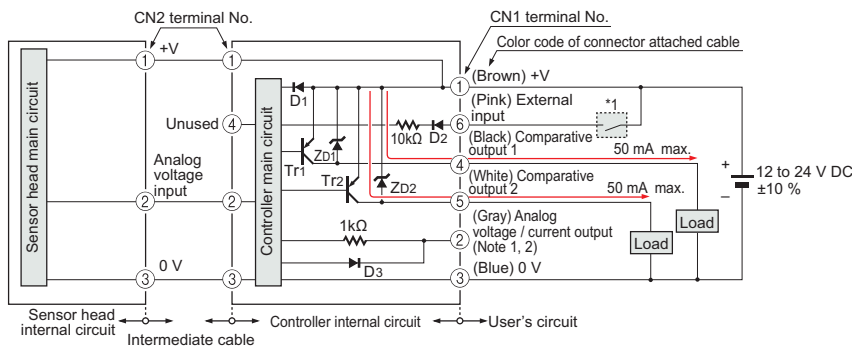 CN2 terminal No.
CN1 terminal No.
Color code of connector attached cable
+V
1
1
1
(Brown) +V
D1
(Pink) External
input
*1
Unused
4
10kΩ
D2
6
(Black) Comparative
output 1
50 mA max.
Sensor head main circuit
Controller main circuit
Tr1
ZD1
4
Analog
voltage
input
(White) Comparative
output 2
50 mA max.
+
12 to 24 V DC
±10 %
–
Tr2
ZD2
2
2
5
1kΩ
(Gray) Analog
voltage / current output
(Note 1, 2)
2
Load
Load
D3
0 V
3
3
3
(Blue) 0 V
Sensor head
internal circuit
Intermediate cable
Controller internal circuit
User's circuit